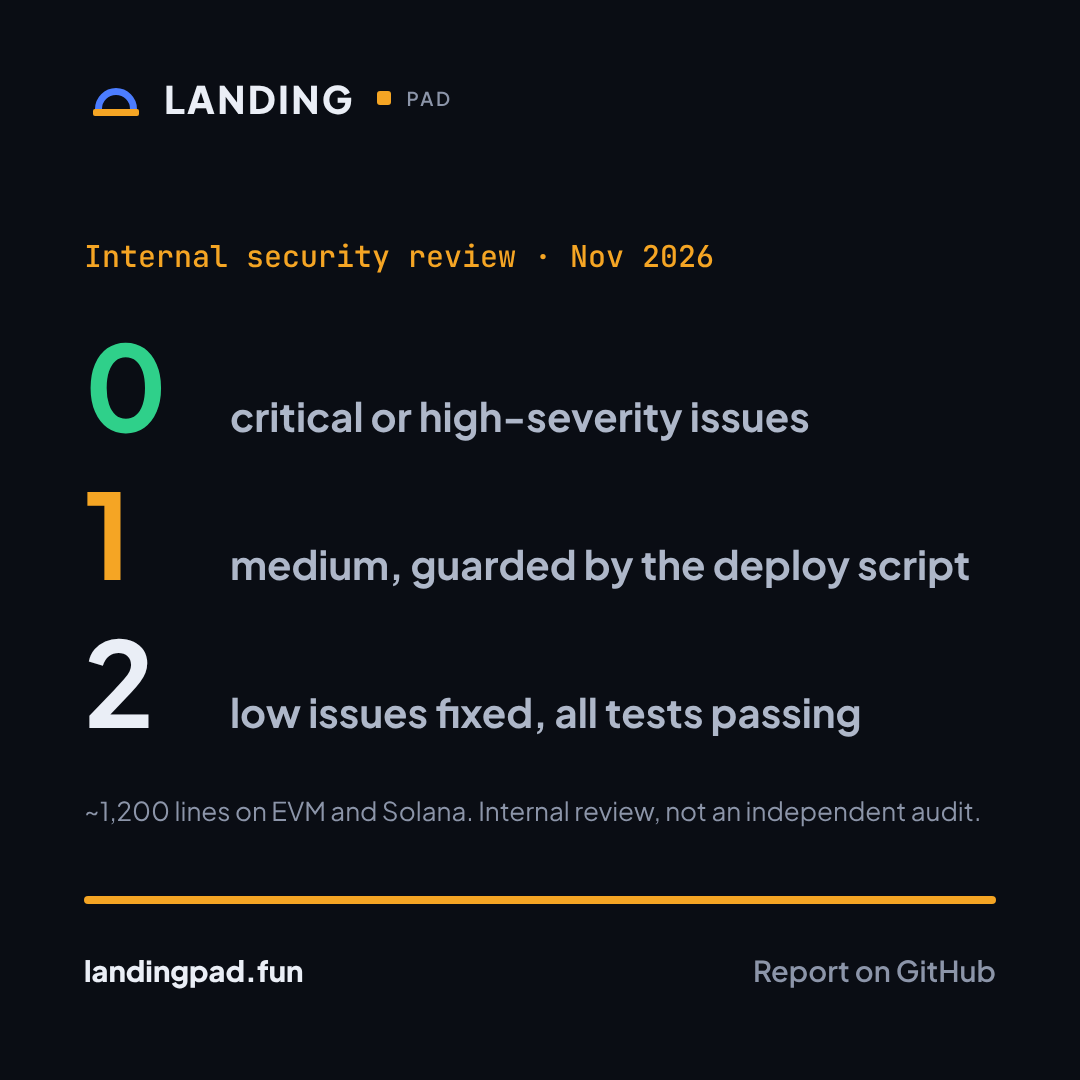 LANDING PAD
Internal security review · Nov 2026
0 critical or high-severity issues
1 medium, guarded by the deploy script
2 low issues fixed, all tests passing
~1,200 lines on EVM and Solana. Internal review, not an independent audit.
landingpad.fun Report on GitHub